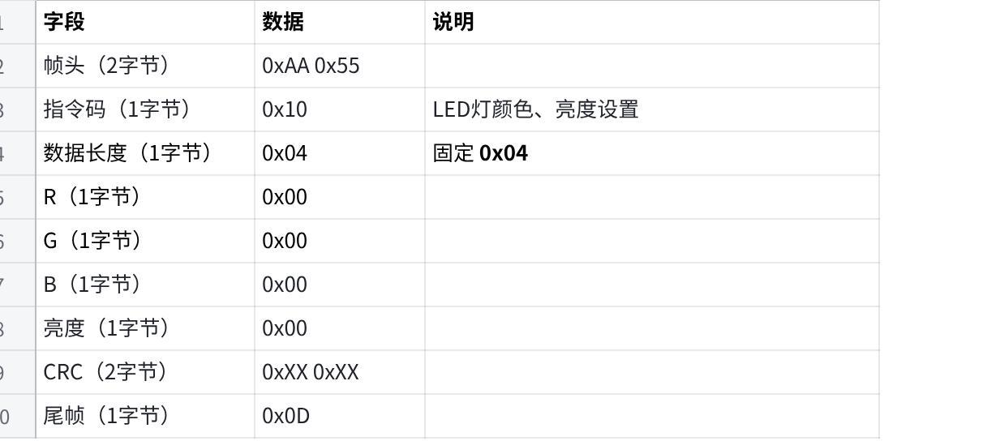 字段 数据 说明
帧头（2字节） 0xAA 0x55
指令码（1字节） 0x10 LED灯颜色、亮度设置
数据长度（1字节） 0x04 固定 0x04
R（1字节） 0x00
G（1字节） 0x00
B（1字节） 0x00
亮度（1字节） 0x00
CRC（2字节） 0xXX 0xXX
尾帧（1字节） 0x0D